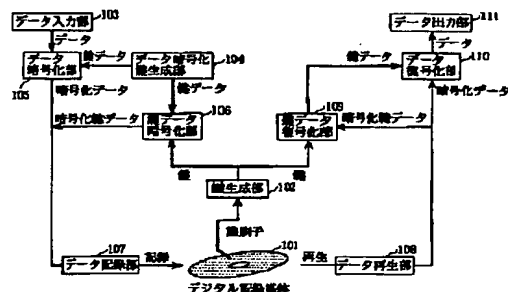 103
データ入力部
データ
データ
暗号化部
105
鍵データ
データ暗号化
鍵生成部
104
鍵データ
暗号化データ
106
鍵データ
暗号化部
暗号化鍵データ
111
データ出力部
データ
データ
復号化部
110
鍵データ
暗号化データ
109
鍵データ
復号化部
暗号化鍵データ
鍵
鍵
鍵生成部
102
101
107
データ記録部
記録
再生
108
データ再生部
デジタル記録媒体